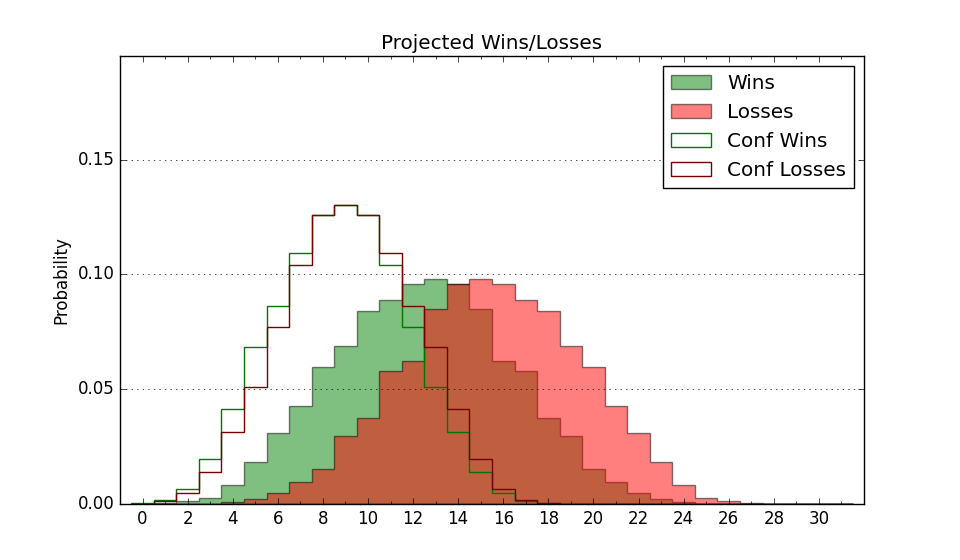 Projected Wins/Losses
Wins
Losses
Conf Wins
Conf Losses
0.15
0.10
0.05
0.00
Probability
0 2 4 6 8 10 12 14 16 18 20 22 24 26 28 30